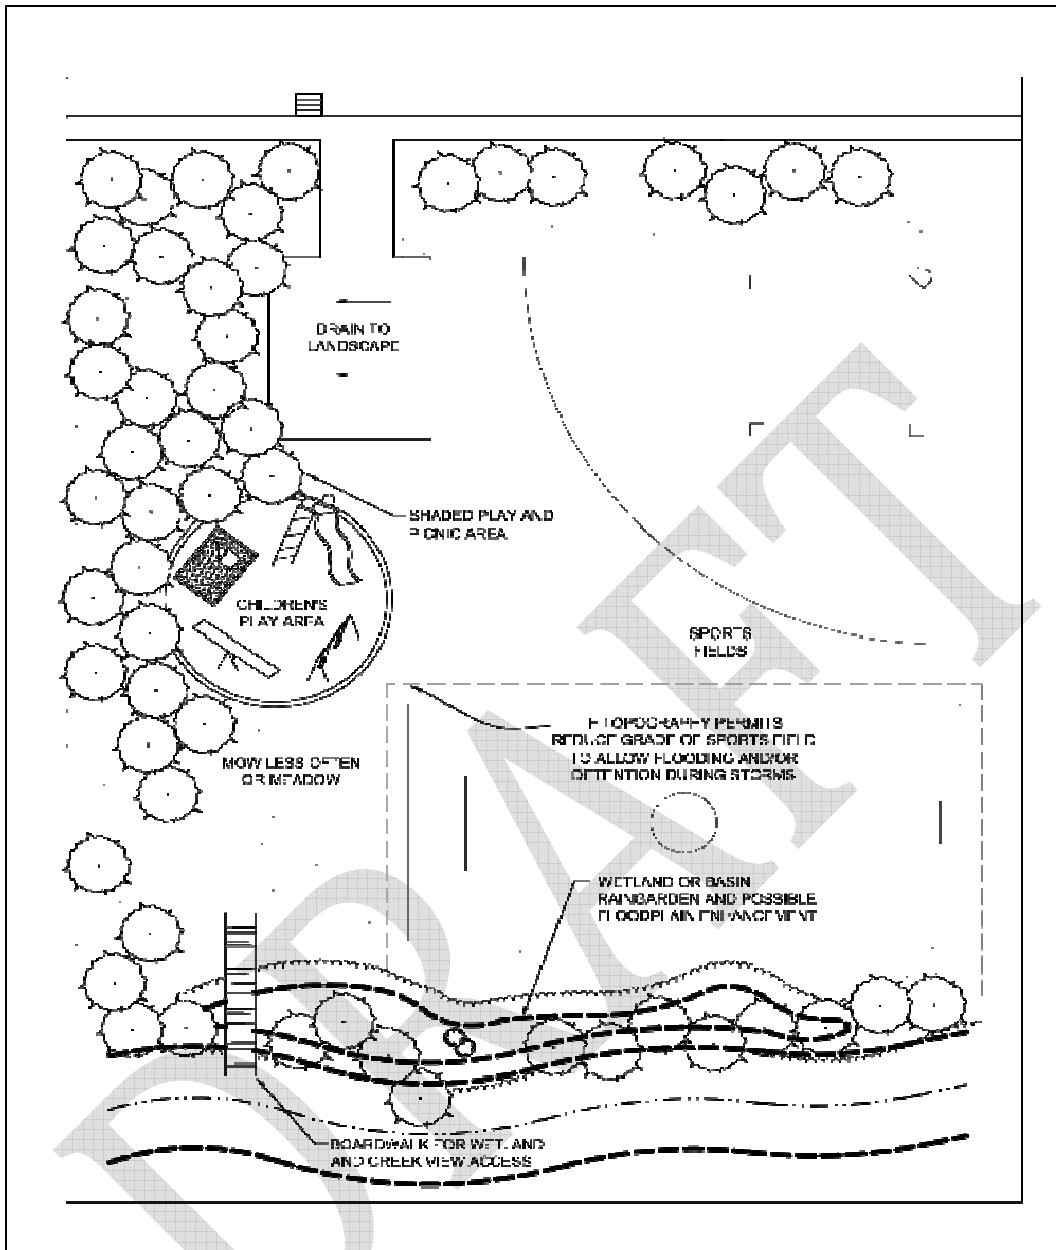 DRAIN TO
LANDSCAPE
SHADED PLAY AND
PICNIC AREA
CHILDREN'S
PLAY AREA
SPORTS
FIELDS
IF TOPOGRAPHY PERMITS
REDUCE GRADE OF SPORTS FIELD
TO ALLOW FLOODING AND/OR
DETENTION DURING STORMS
MOW LESS OFTEN
OR MEADOW
WETLAND OR BASIN
RAINGARDEN AND POSSIBLE
FLOODPLAIN ENHANCEMENT
BOARDWALK FOR WETLAND
AND CREEK VIEW ACCESS
DRAFT